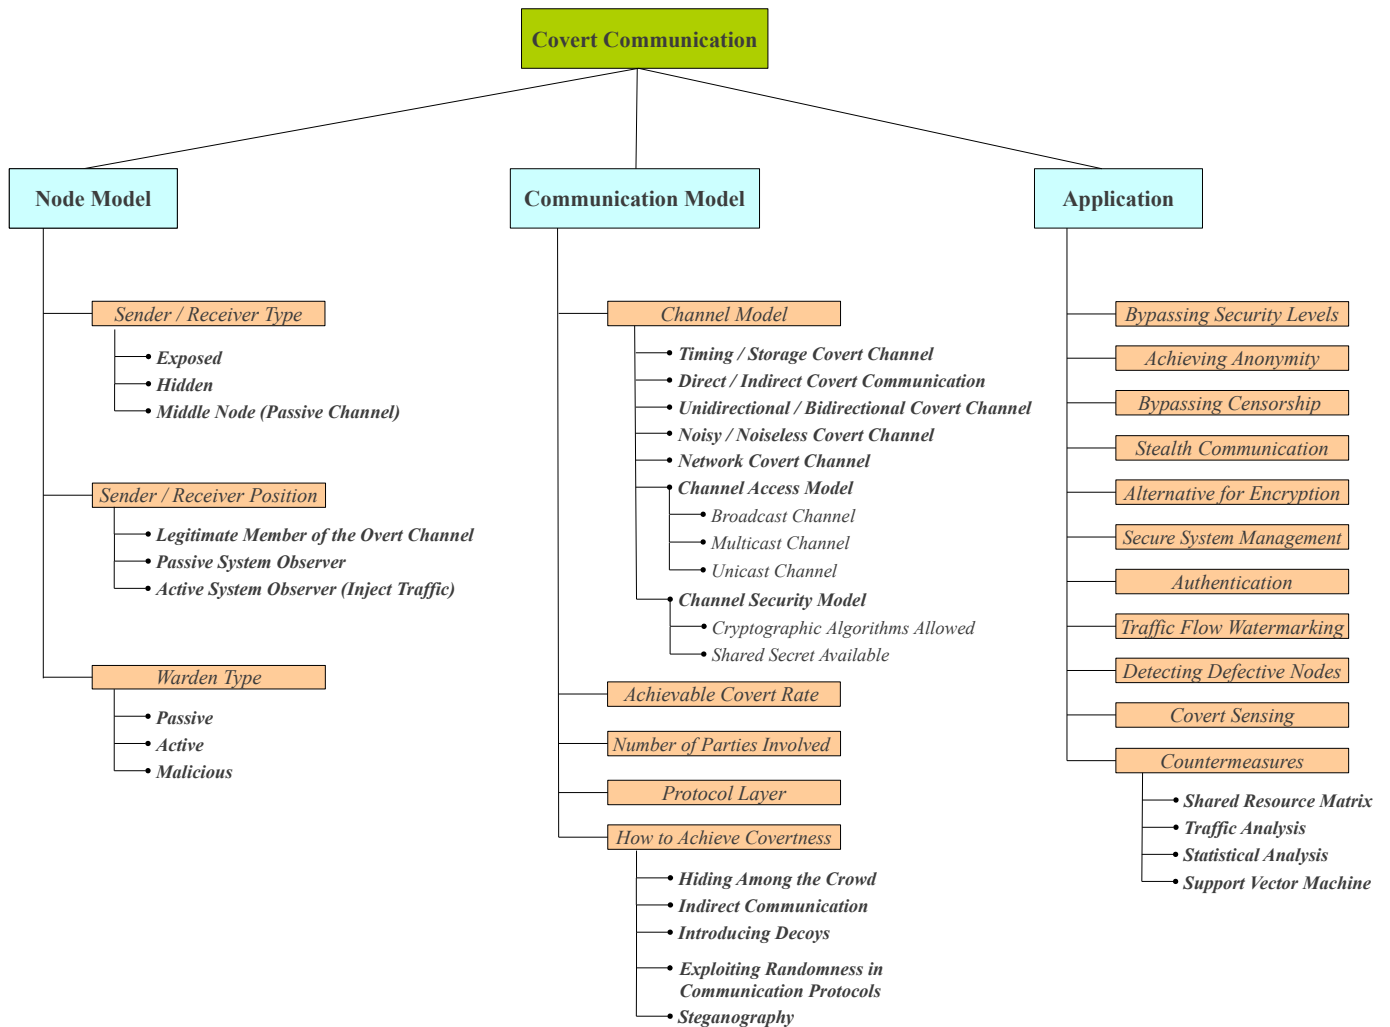 Covert Communication
Node Model
Sender / Receiver Type
Exposed
Hidden
Middle Node (Passive Channel)
Sender / Receiver Position
Legitimate Member of the Overt Channel
Passive System Observer
Active System Observer (Inject Traffic)
Warden Type
Passive
Active
Malicious
Communication Model
Channel Model
Timing / Storage Covert Channel
Direct / Indirect Covert Communication
Unidirectional / Bidirectional Covert Channel
Noisy / Noiseless Covert Channel
Network Covert Channel
Channel Access Model
Broadcast Channel
Multicast Channel
Unicast Channel
Channel Security Model
Cryptographic Algorithms Allowed
Shared Secret Available
Achievable Covert Rate
Number of Parties Involved
Protocol Layer
How to Achieve Covertness
Hiding Among the Crowd
Indirect Communication
Introducing Decoys
Exploiting Randomness in
Communication Protocols
Steganography
Application
Bypassing Security Levels
Achieving Anonymity
Bypassing Censorship
Stealth Communication
Alternative for Encryption
Secure System Management
Authentication
Traffic Flow Watermarking
Detecting Defective Nodes
Covert Sensing
Countermeasures
Shared Resource Matrix
Traffic Analysis
Statistical Analysis
Support Vector Machine